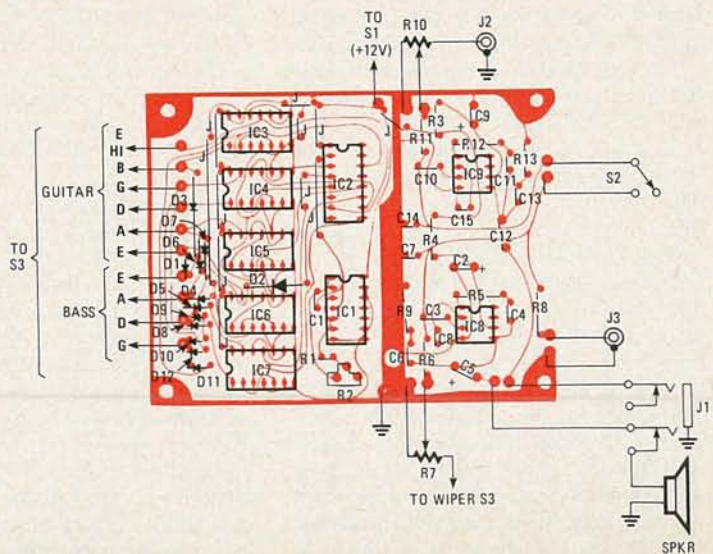 TO
S1
(+12V)
R10
J2
E
HI
B
G
D
A
E
GUITAR
TO
S3
BASS
E
A
D
G
D3
D7
D6
D1
D5
D4
D9
D8
D10
D12
D11
D2
J
J
J
J
J
J
J
J
J
IC3
IC4
IC5
IC6
IC7
IC2
IC1
C1
R1
R2
R11
R3
+
C9
R12
C10
IC9
C11
R13
C13
S2
C14
C15
R4
C12
C7
C2
+
R5
R9
C3
C8
IC8
C4
R8
J3
C6
R6
C5
+
R7
TO WIPER S3
J1
SPKR